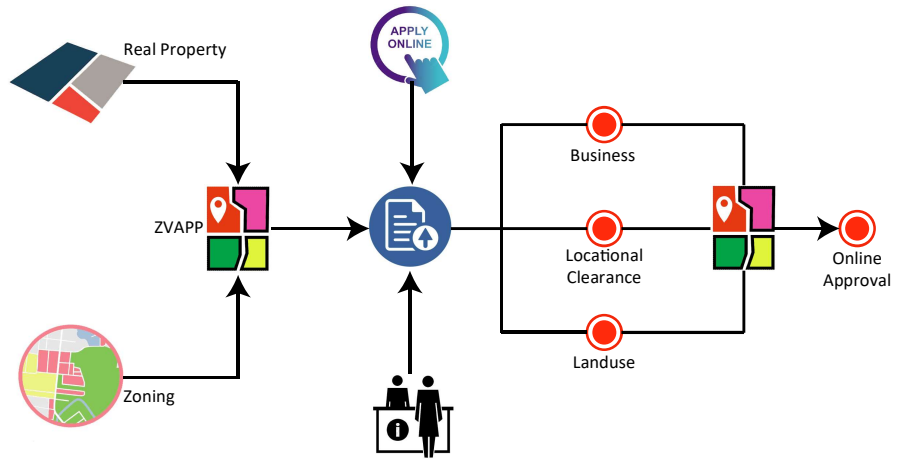 Real Property
APPLY
ONLINE
Business
ZVAPP
Locational
Clearance
Online
Approval
Landuse
Zoning
i